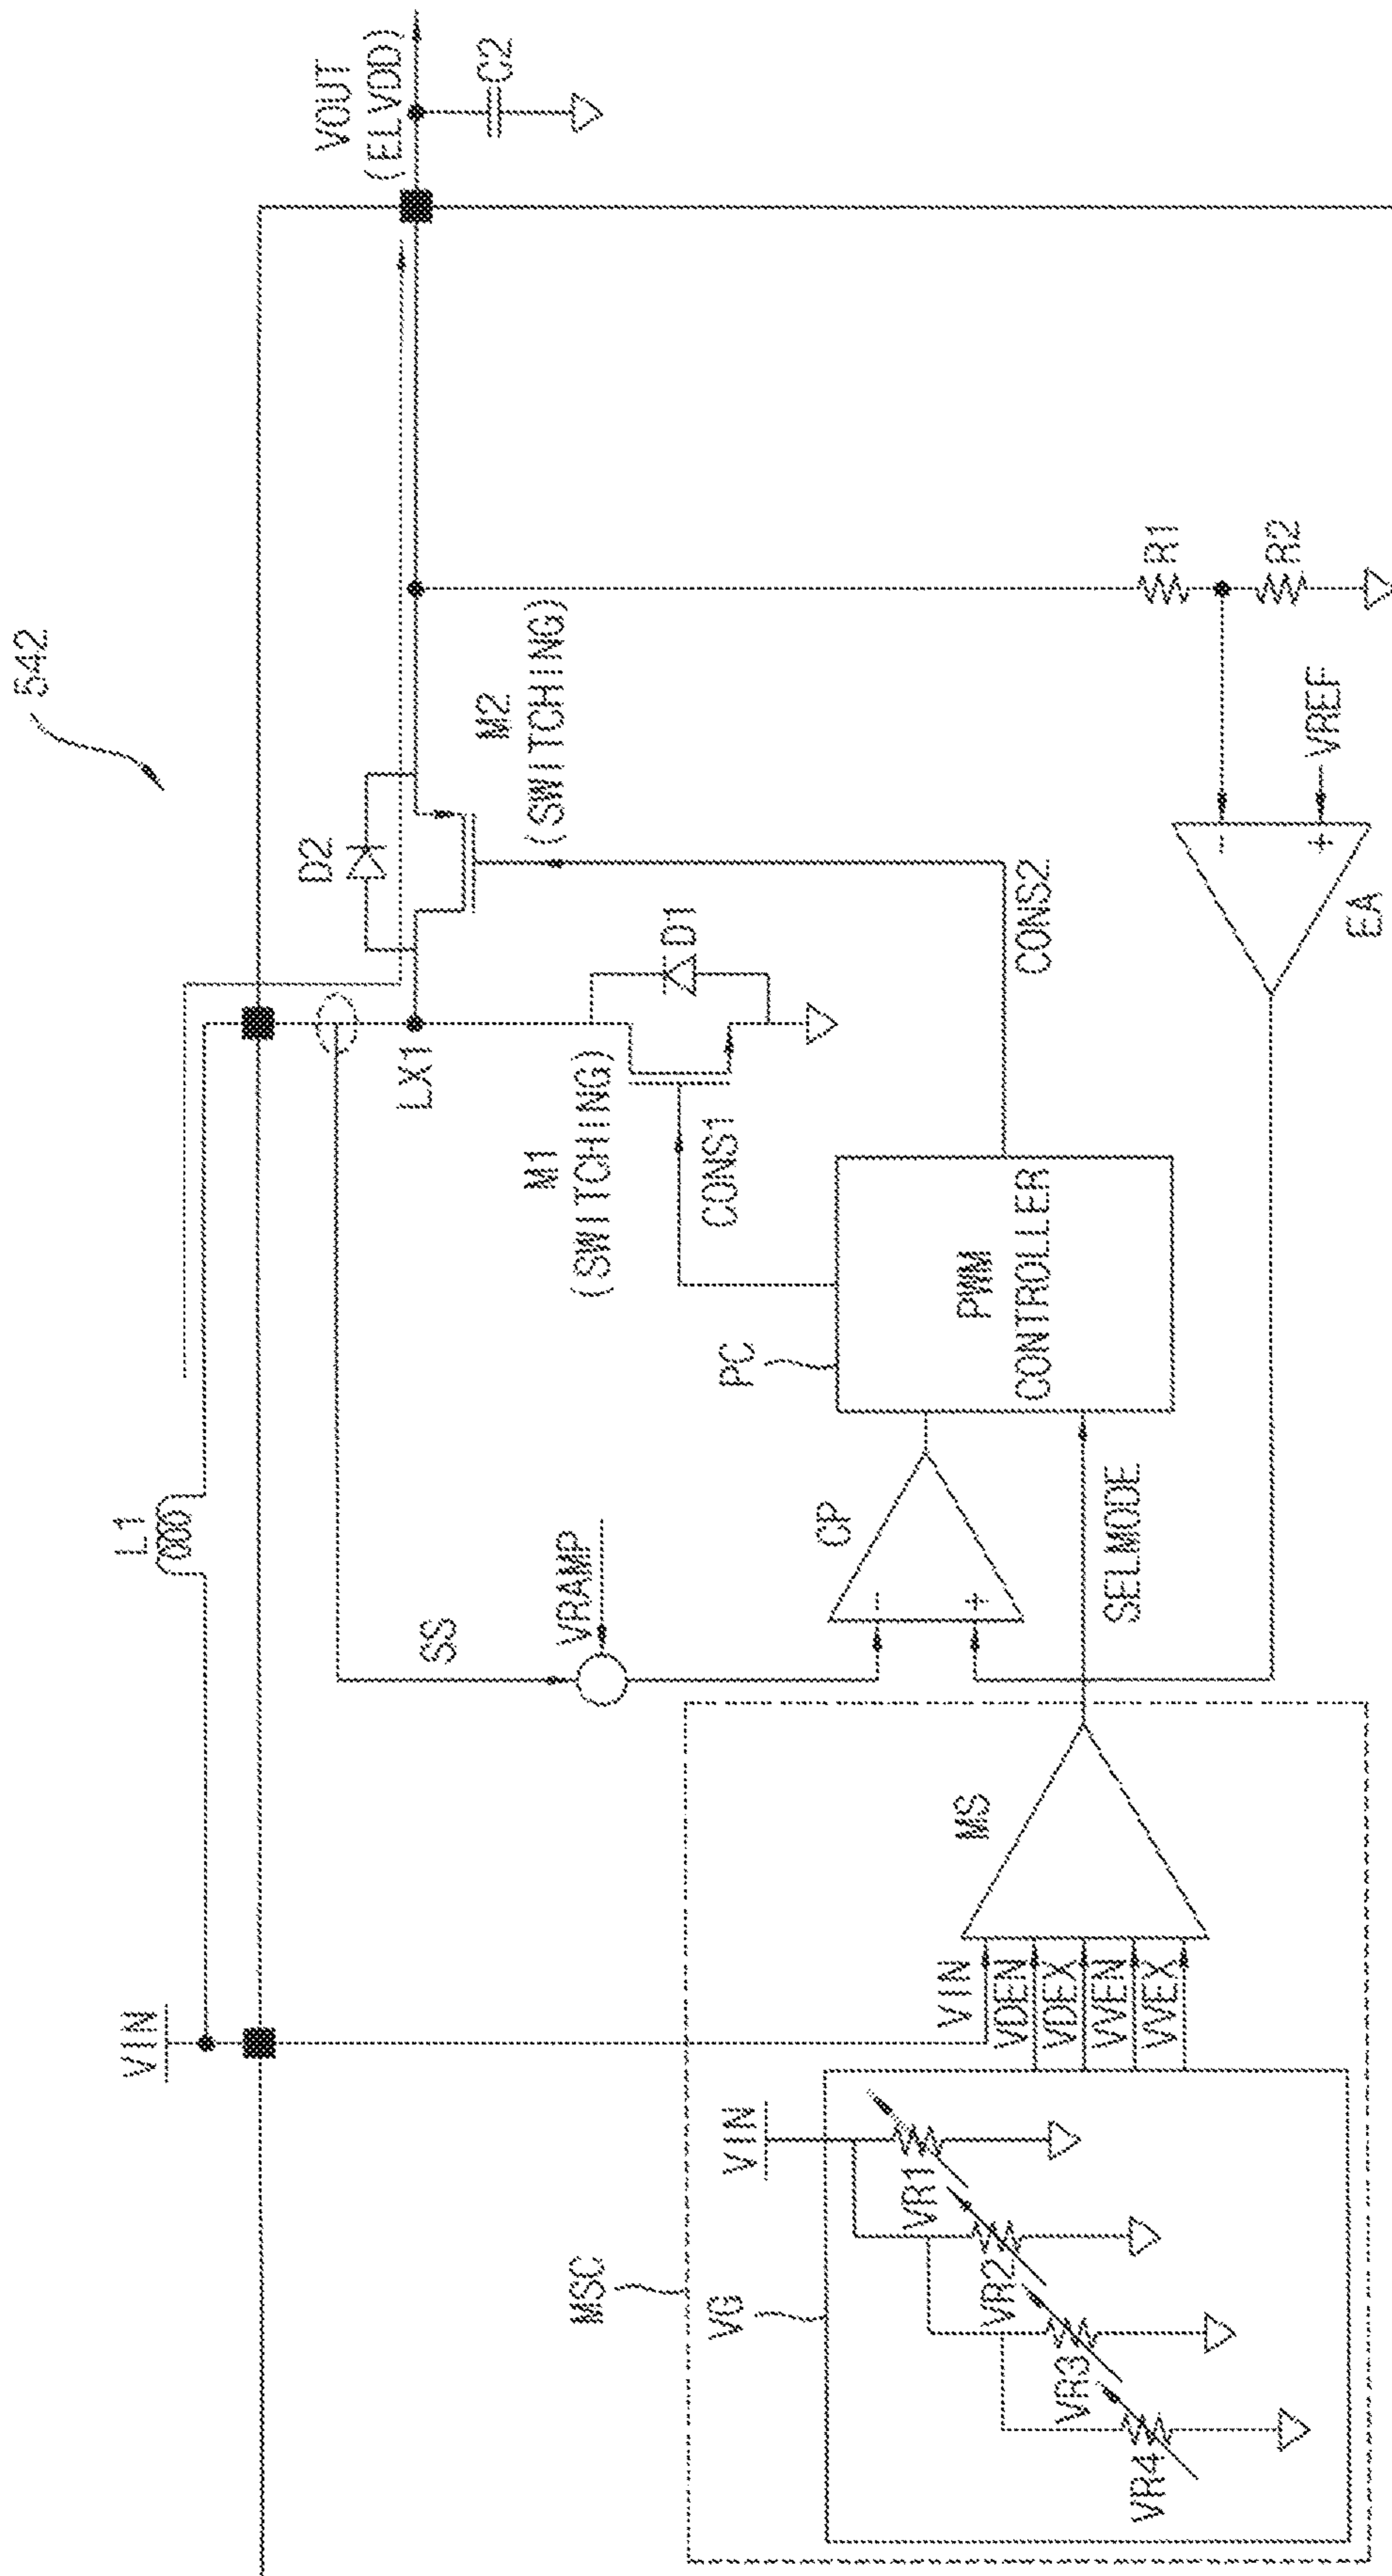 542
VIN
L1
D2
VOUT
(ELVDD)
C2
LX1
M2
(SWITCHING)
SS
VRAMP
M1
(SWITCHING)
D1
CONS1
CONS2
R1
R2
PC
PWM
CONTROLLER
CP
-
+
SELMODE
VREF
-
+
EA
MSC
VG
VIN
VR1
VR2
VR3
VR4
VIN
VDEN
VDEX
VVEN
VVEX
MS